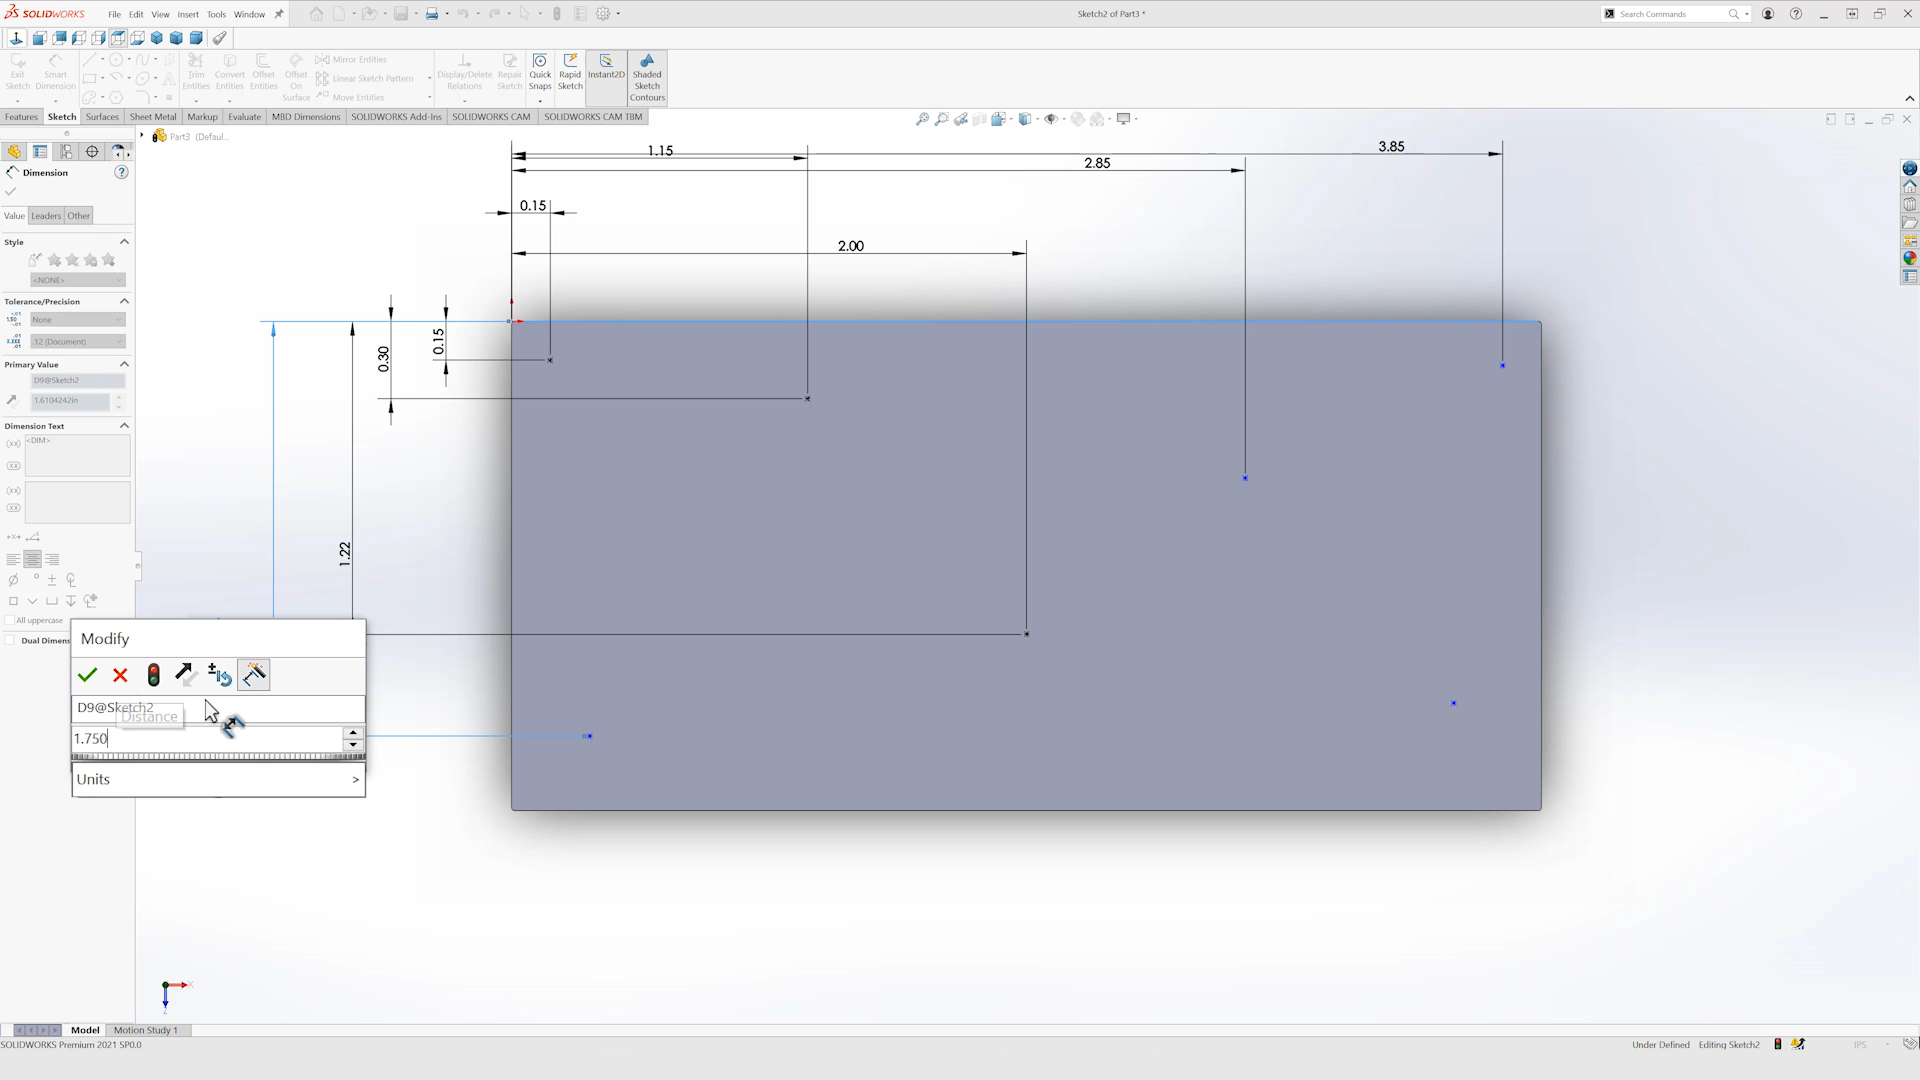 SOLIDWORKS File Edit View Insert Tools Window
Sketch2 of Part3 *
Search Commands
Exit Sketch
Smart Dimension
Trim Entities
Convert Entities
Offset Entities
Offset On Surface
Mirror Entities
Linear Sketch Pattern
Move Entities
Display/Delete Relations
Repair Sketch
Quick Snaps
Rapid Sketch
Instant2D
Shaded Sketch Contours
Features Sketch Surfaces Sheet Metal Markup Evaluate MBD Dimensions SOLIDWORKS Add-Ins SOLIDWORKS CAM SOLIDWORKS CAM TBM
Part3 (Defaul...
Dimension
Value Leaders Other
Style
<NONE>
Tolerance/Precision
None
.12 (Document)
Primary Value
D9@Sketch2
1.6104242in
Dimension Text
<DIM>
All uppercase
Dual Dimens
1.15
3.85
2.85
0.15
2.00
0.30
0.15
1.22
Modify
D9@Sketch2
Distance
1.750
Units >
Model Motion Study 1
SOLIDWORKS Premium 2021 SP0.0
Under Defined Editing Sketch2
IPS